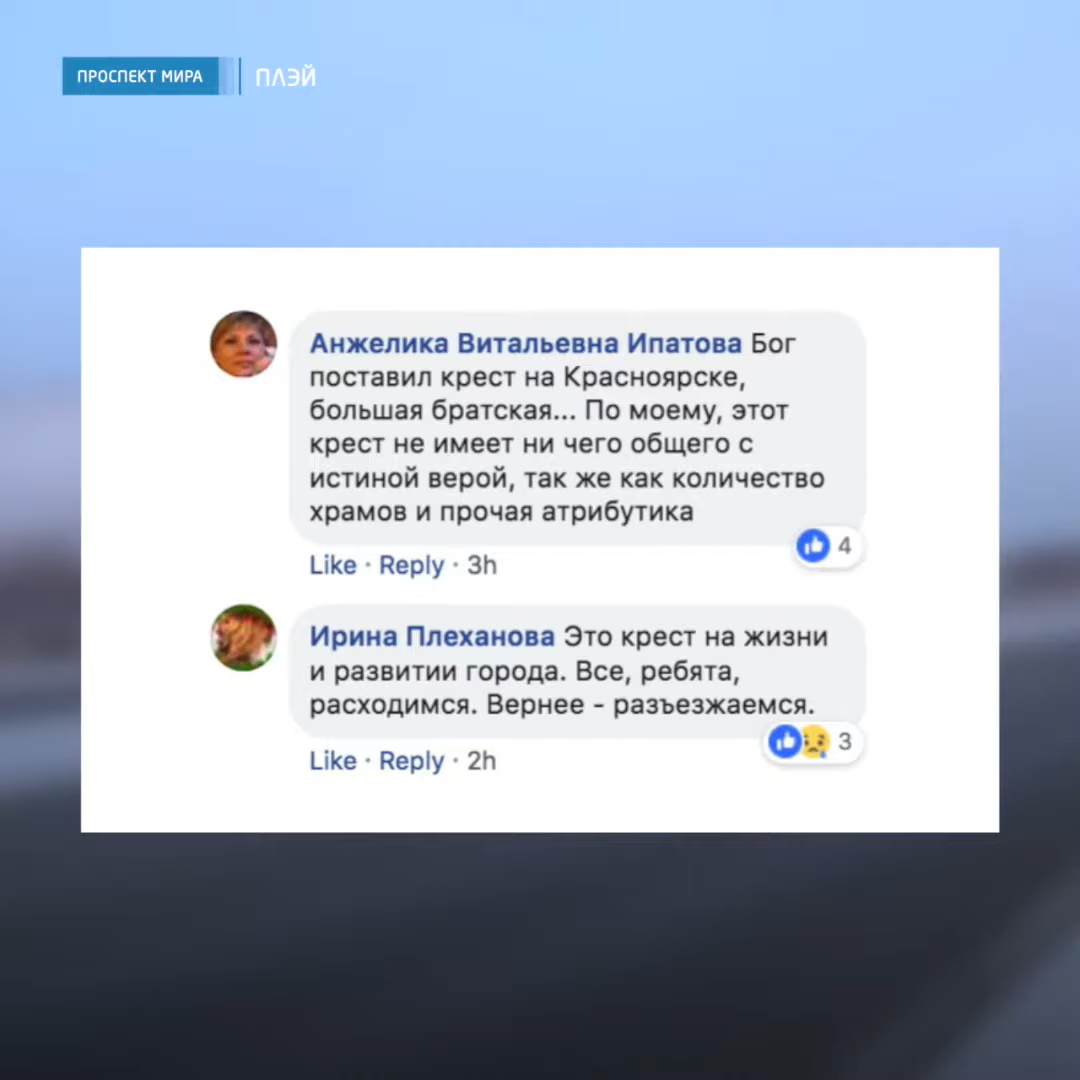 ПРОСПЕКТ МИРА ПЛЭЙ
Анжелика Витальевна Ипатова Бог
поставил крест на Красноярске,
большая братская... По моему, этот
крест не имеет ни чего общего с
истиной верой, так же как количество
храмов и прочая атрибутика
4
Like · Reply · 3h
Ирина Плеханова Это крест на жизни
и развитии города. Все, ребята,
расходимся. Вернее - разъезжаемся.
3
Like · Reply · 2h